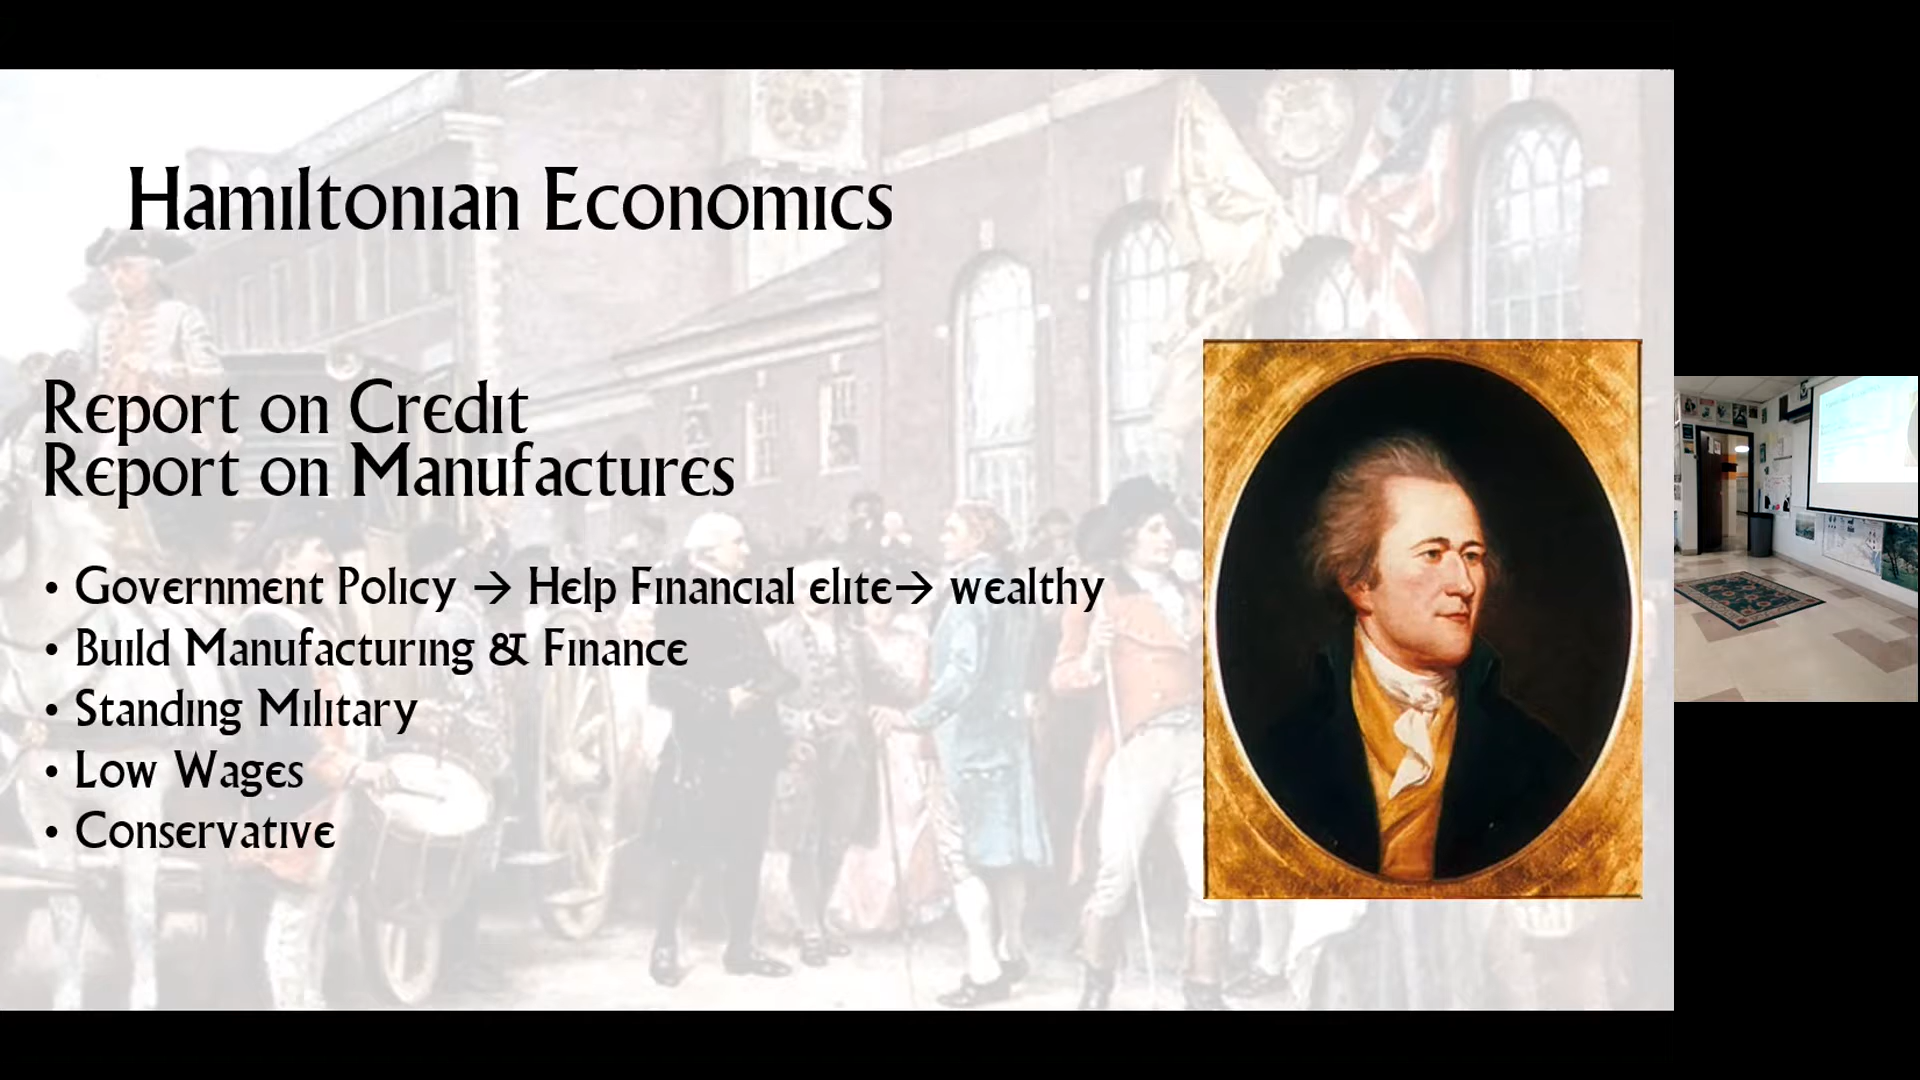 Hamiltonian Economics
Report on Credit
Report on Manufactures
• Government Policy → Help Financial elite→ wealthy
• Build Manufacturing & Finance
• Standing Military
• Low Wages
• Conservative